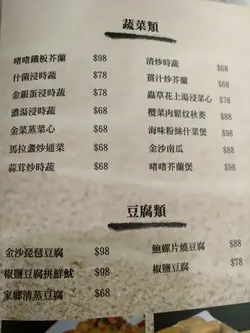 蔬菜類
啫啫鐵板芥蘭 $98
什菌浸時蔬 $78
金銀蛋浸時蔬 $78
濃湯浸時蔬 $68
金菜蒸菜心 $68
馬拉盞炒通菜 $68
蒜茸炒時蔬 $68
清炒時蔬 $68
薑汁炒芥蘭 $68
蟲草花上湯浸菜心 $78
欖菜肉鬆炆秋葵 $88
海味粉絲什菜煲 $98
金沙南瓜 $88
啫啫芥蘭煲 $98
豆腐類
金沙琵琶豆腐 $98
椒鹽豆腐拼鮮魷 $98
家鄉清蒸豆腐 $68
鮑螺片燒豆腐 $88
椒鹽豆腐 $78